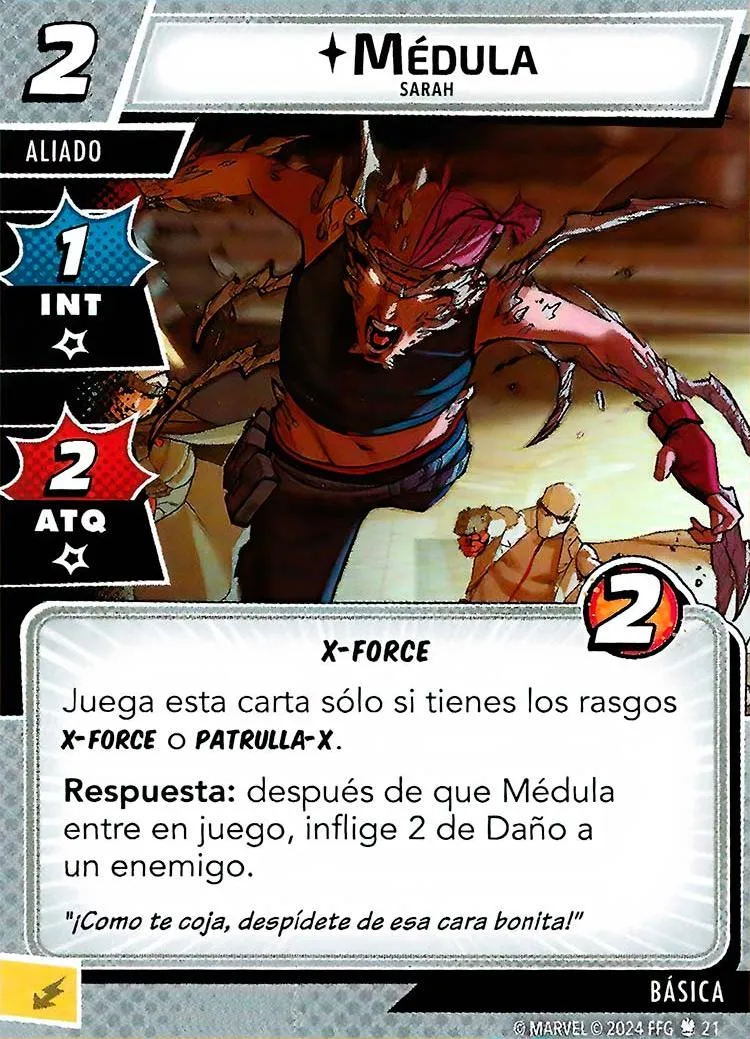 2
MÉDULA
SARAH
ALIADO
1
INT
2
ATQ
2
X-FORCE
Juega esta carta sólo si tienes los rasgos
X-FORCE o PATRULLA-X.
Respuesta: después de que Médula
entre en juego, inflige 2 de Daño a
un enemigo.
"¡Como te coja, despídete de esa cara bonita!"
BÁSICA
© MARVEL © 2024 FFG 21